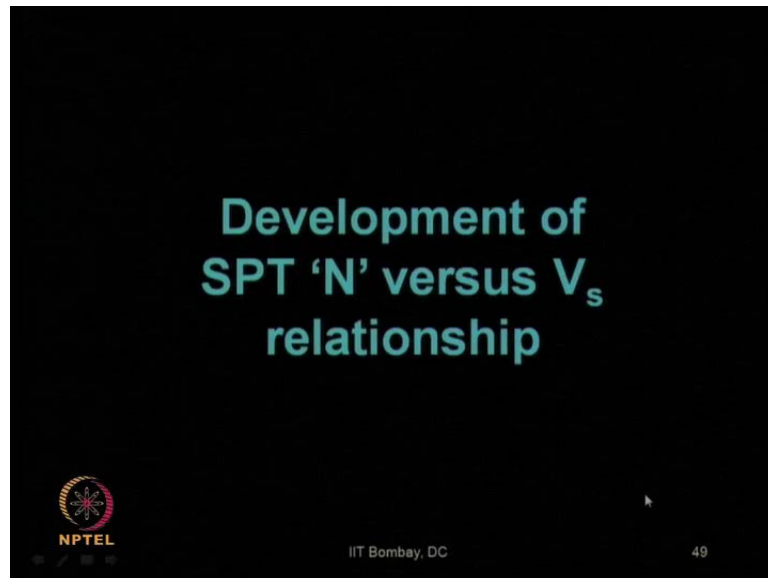 Development of
SPT ‘N’ versus Vs
relationship
NPTEL
IIT Bombay, DC
49